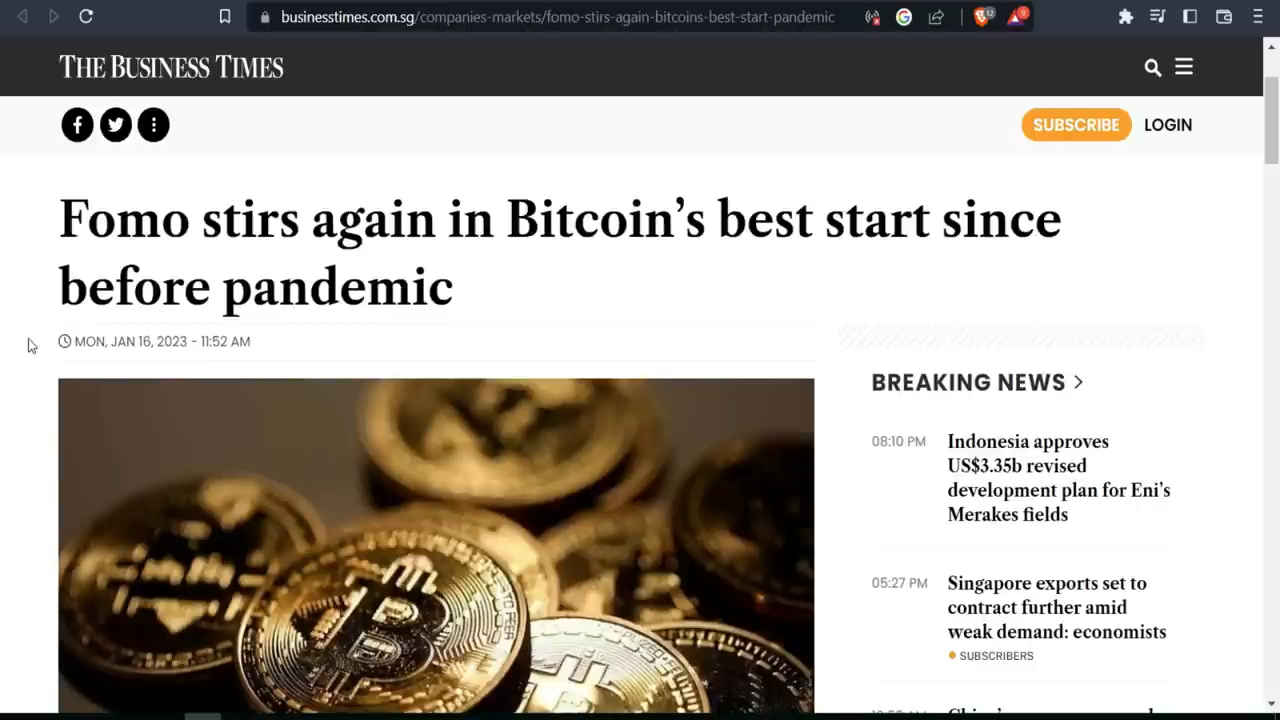 businesstimes.com.sg/companies-markets/fomo-stirs-again-bitcoins-best-start-pandemic
THE BUSINESS TIMES
SUBSCRIBE
LOGIN
Fomo stirs again in Bitcoin's best start since
before pandemic
MON, JAN 16, 2023 - 11:52 AM
BREAKING NEWS
08:10 PM
Indonesia approves
US$3.35b revised
development plan for Eni's
Merakes fields
05:27 PM
Singapore exports set to
contract further amid
weak demand: economists
SUBSCRIBERS